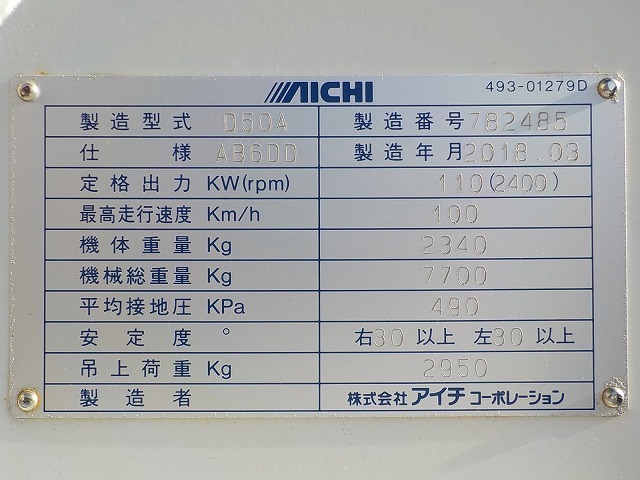 AICHI 493-01279D
製造型式 D50A 製造番号 782485
仕様 AB6DD 製造年月 2018.03
定格出力 KW(rpm) 110(2400)
最高走行速度 Km/h 100
機体重量 Kg 2340
機械総重量 Kg 7700
平均接地圧 KPa 490
安定度 ° 右30以上 左30以上
吊上荷重 Kg 2950
製造者 株式会社 アイチ コーポレーション